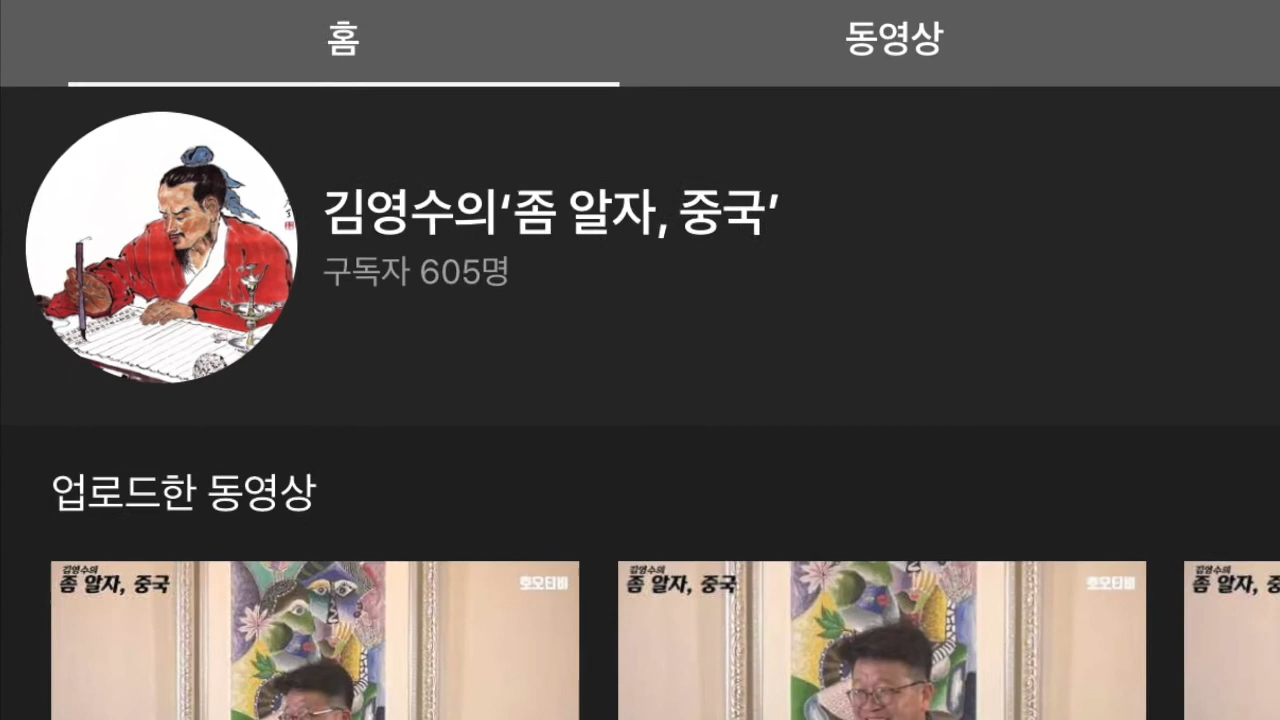 홈
동영상
김영수의‘좀 알자, 중국’
구독자 605명
업로드한 동영상
김영수의
좀 알자, 중국
호오티비
김영수의
좀 알자, 중국
호오티비
김영수의
좀 알자, 중